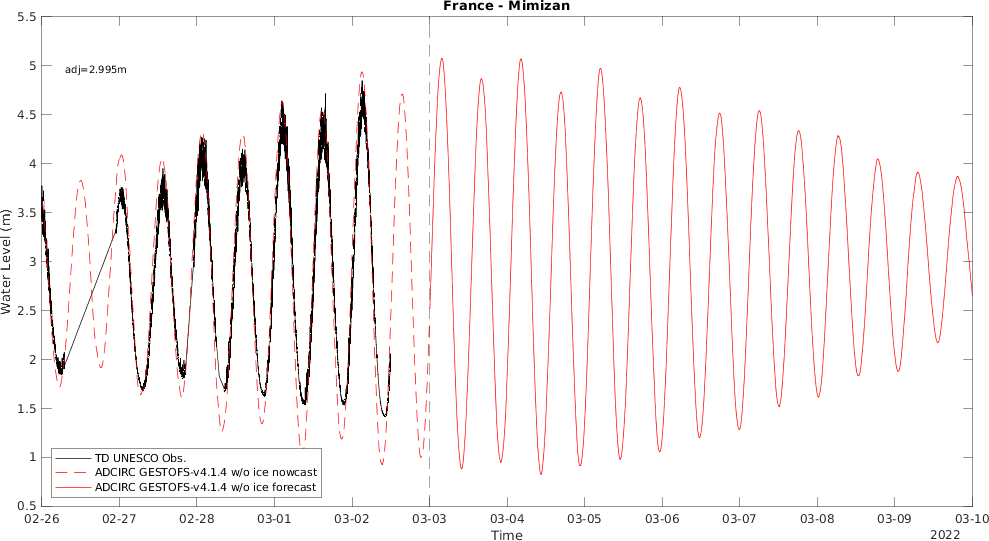 France - Mimizan
5.5
5
4.5
4
3.5
3
2.5
2
1.5
1
0.5
Water Level (m)
adj=2.995m
TD UNESCO Obs.
ADCIRC GESTOFS-v4.1.4 w/o ice nowcast
ADCIRC GESTOFS-v4.1.4 w/o ice forecast
02-26 02-27 02-28 03-01 03-02 03-03 03-04 03-05 03-06 03-07 03-08 03-09 03-10
Time
2022